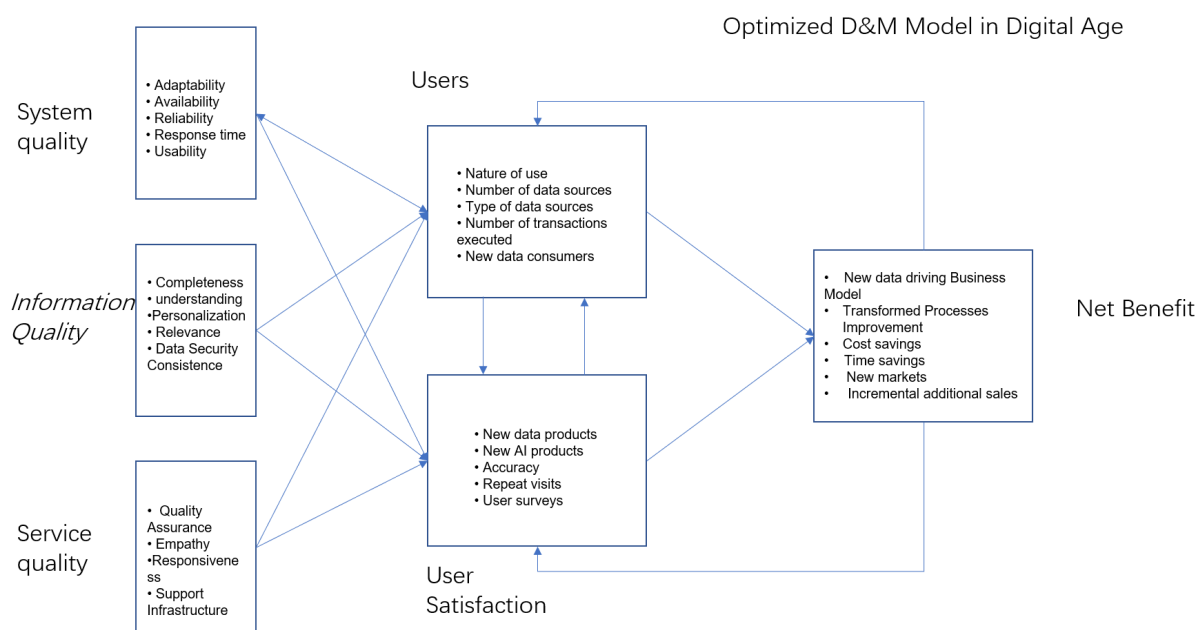 Optimized D&M Model in Digital Age
System
quality
• Adaptability
• Availability
• Reliability
• Response time
• Usability
Information
Quality
• Completeness
• understanding
•Personalization
• Relevance
• Data Security
Consistence
Service
quality
• Quality
Assurance
• Empathy
•Responsivene
ss
• Support
Infrastructure
Users
• Nature of use
• Number of data sources
• Type of data sources
• Number of transactions
executed
• New data consumers
• New data products
• New AI products
• Accuracy
• Repeat visits
• User surveys
User
Satisfaction
• New data driving Business
Model
• Transformed Processes
Improvement
• Cost savings
• Time savings
• New markets
• Incremental additional sales
Net Benefit